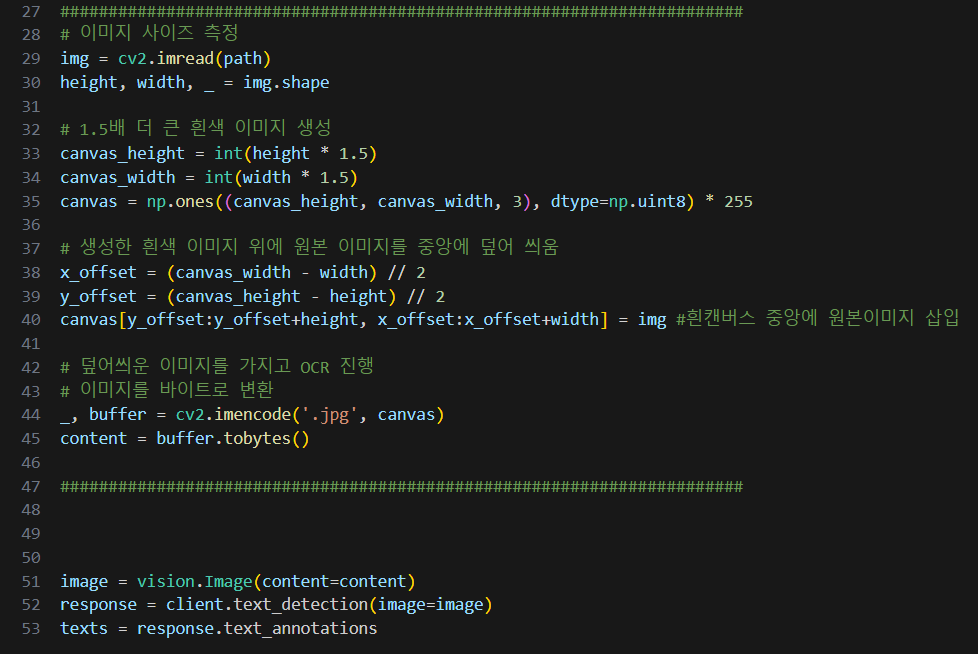 27 #######################################################################
28 # 이미지 사이즈 측정
29 img = cv2.imread(path)
30 height, width, _ = img.shape
31
32 # 1.5배 더 큰 흰색 이미지 생성
33 canvas_height = int(height * 1.5)
34 canvas_width = int(width * 1.5)
35 canvas = np.ones((canvas_height, canvas_width, 3), dtype=np.uint8) * 255
36
37 # 생성한 흰색 이미지 위에 원본 이미지를 중앙에 덮어 씌움
38 x_offset = (canvas_width - width) // 2
39 y_offset = (canvas_height - height) // 2
40 canvas[y_offset:y_offset+height, x_offset:x_offset+width] = img #흰캔버스 중앙에 원본이미지 삽입
41
42 # 덮어씌운 이미지를 가지고 OCR 진행
43 # 이미지를 바이트로 변환
44 _, buffer = cv2.imencode('.jpg', canvas)
45 content = buffer.tobytes()
46
47 #######################################################################
48
49
50
51 image = vision.Image(content=content)
52 response = client.text_detection(image=image)
53 texts = response.text_annotations